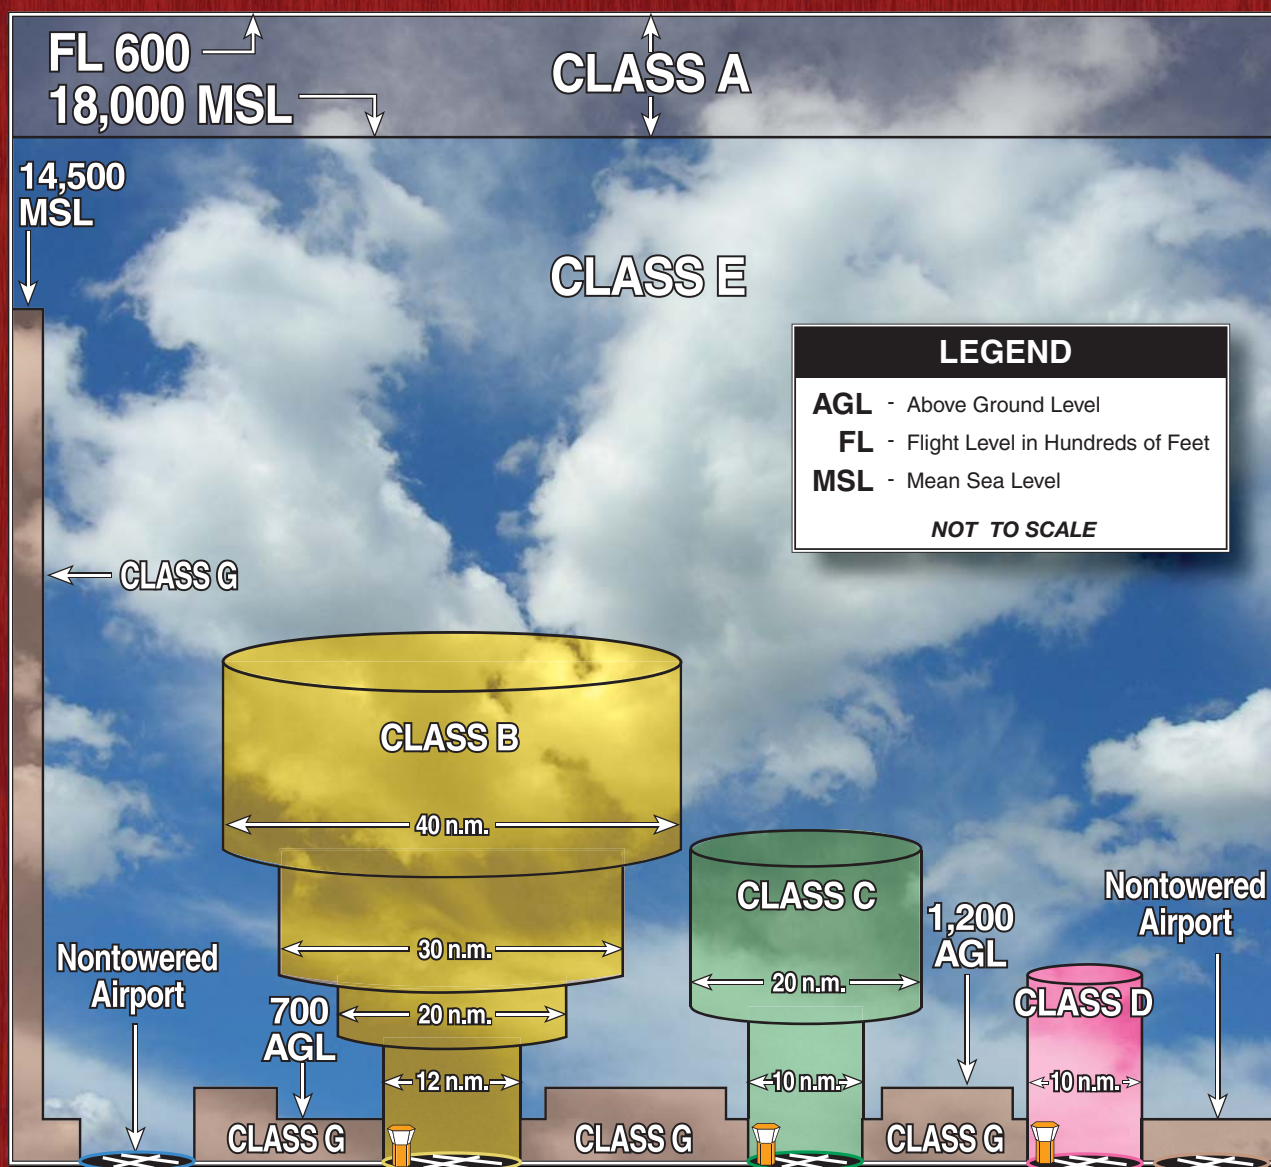 FL 600
18,000 MSL
CLASS A
14,500
MSL
CLASS E
LEGEND
AGL - Above Ground Level
FL - Flight Level in Hundreds of Feet
MSL - Mean Sea Level
NOT TO SCALE
CLASS G
CLASS B
40 n.m.
30 n.m.
20 n.m.
12 n.m.
CLASS C
20 n.m.
10 n.m.
1,200
AGL
Nontowered
Airport
CLASS D
10 n.m.
Nontowered
Airport
700
AGL
CLASS G
CLASS G
CLASS G